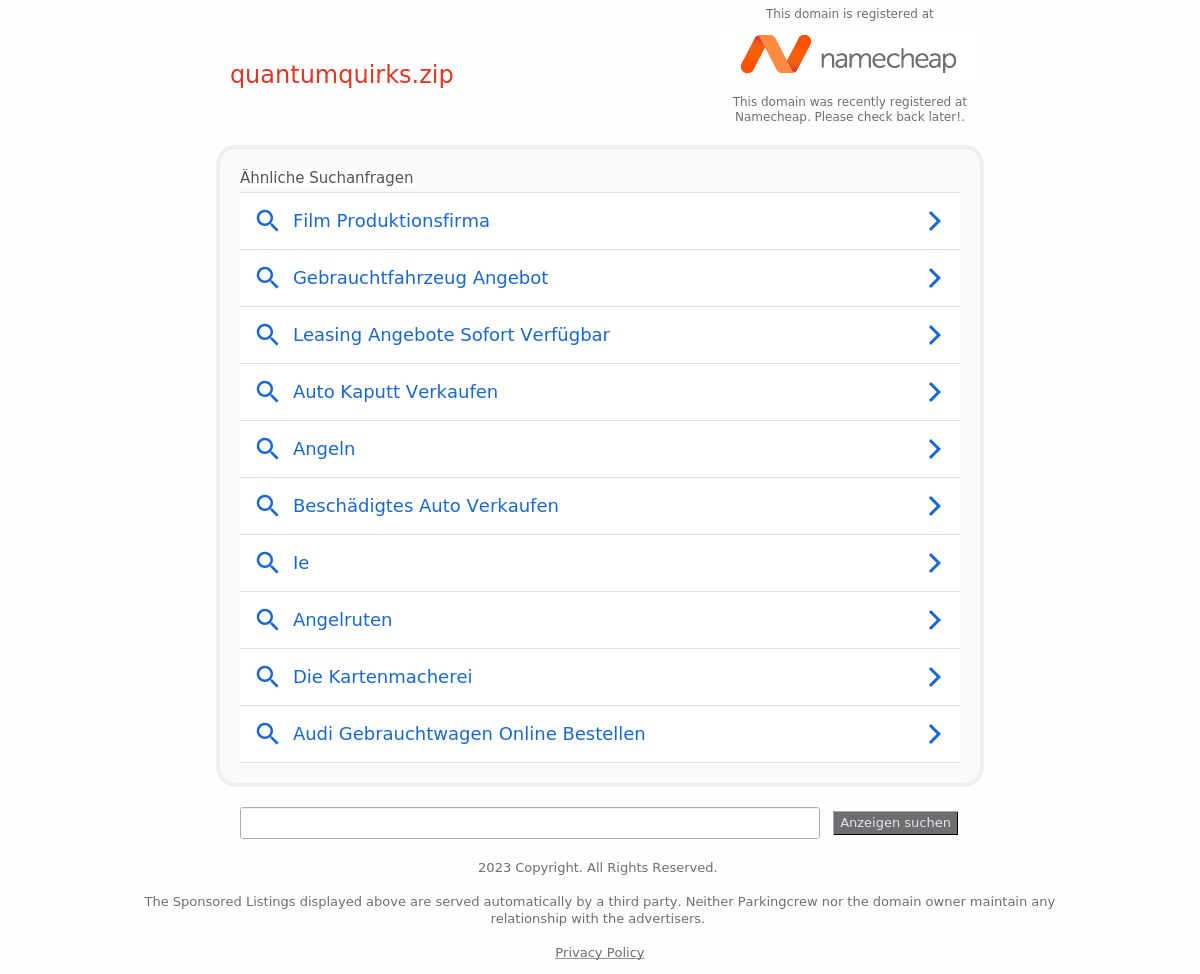 This domain is registered at
namecheap
quantumquirks.zip
This domain was recently registered at
Namecheap. Please check back later!.
Ähnliche Suchanfragen
Film Produktionsfirma
Gebrauchtfahrzeug Angebot
Leasing Angebote Sofort Verfügbar
Auto Kaputt Verkaufen
Angeln
Beschädigtes Auto Verkaufen
Ie
Angelruten
Die Kartenmacherei
Audi Gebrauchtwagen Online Bestellen
Anzeigen suchen
2023 Copyright. All Rights Reserved.
The Sponsored Listings displayed above are served automatically by a third party. Neither Parkingcrew nor the domain owner maintain any
relationship with the advertisers.
Privacy Policy